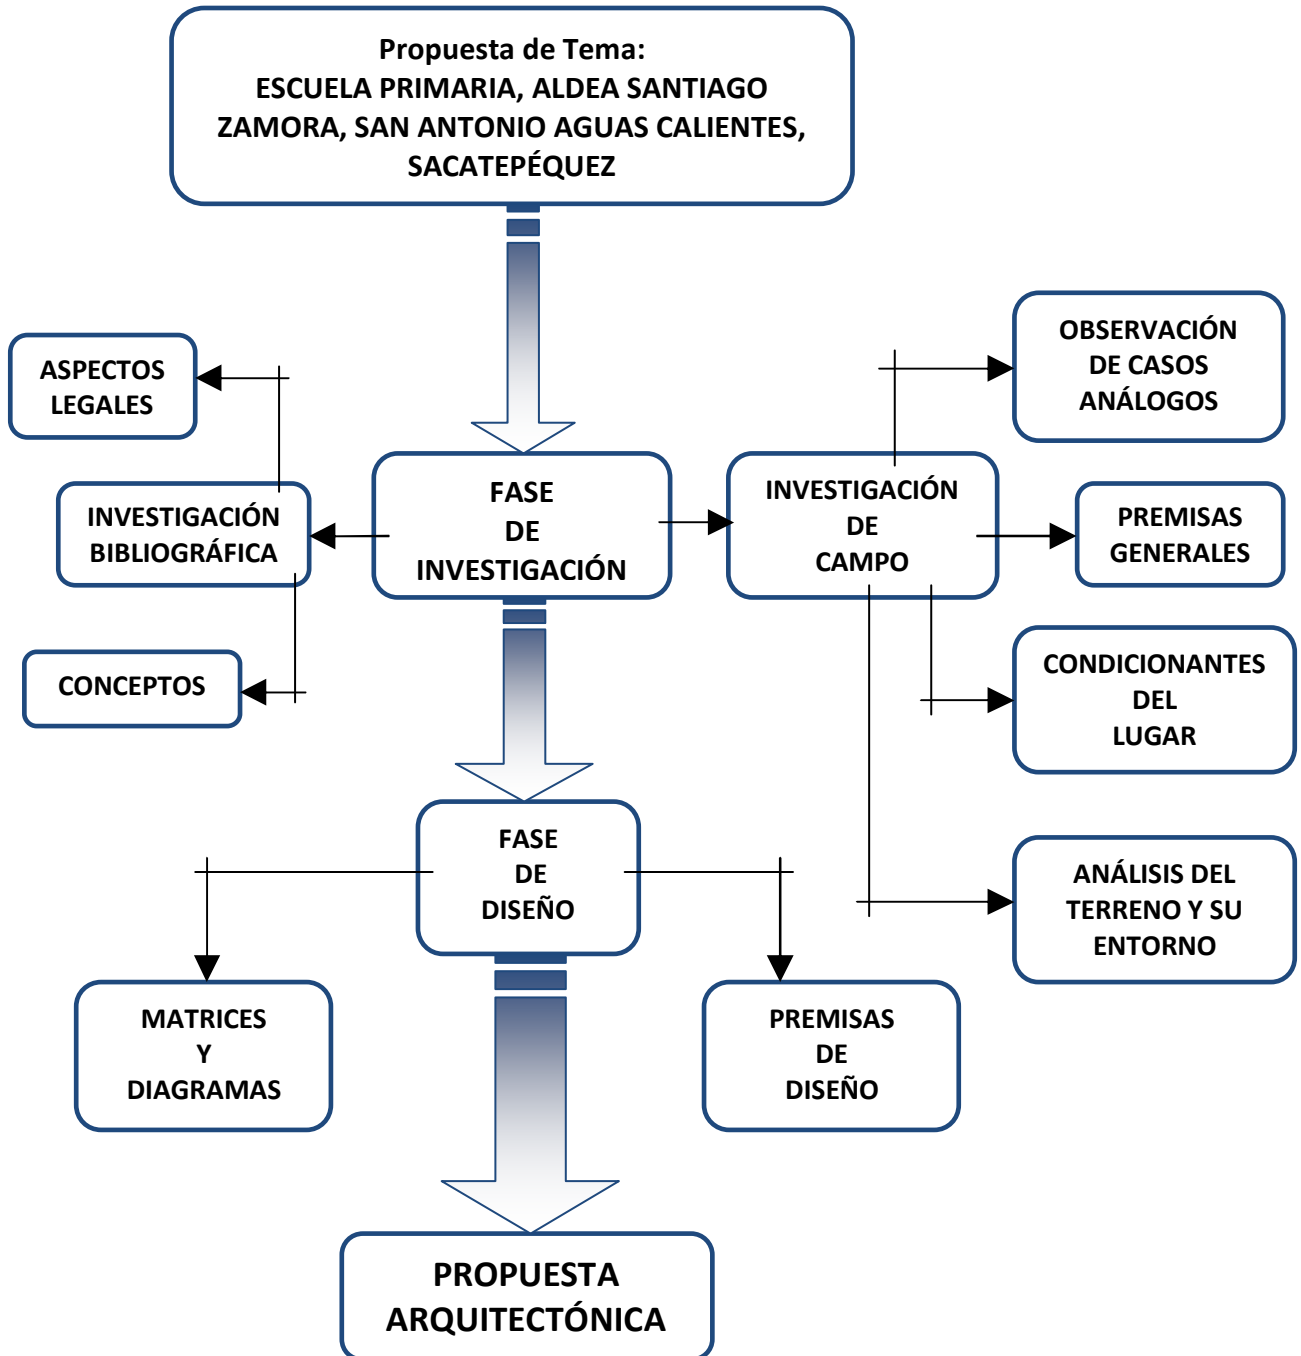 Propuesta de Tema:
ESCUELA PRIMARIA, ALDEA SANTIAGO
ZAMORA, SAN ANTONIO AGUAS CALIENTES,
SACATEPÉQUEZ
ASPECTOS
LEGALES
INVESTIGACIÓN
BIBLIOGRÁFICA
CONCEPTOS
FASE
DE
INVESTIGACIÓN
INVESTIGACIÓN
DE
CAMPO
OBSERVACIÓN
DE CASOS
ANÁLOGOS
PREMISAS
GENERALES
CONDICIONANTES
DEL
LUGAR
ANÁLISIS DEL
TERRENO Y SU
ENTORNO
FASE
DE
DISEÑO
MATRICES
Y
DIAGRAMAS
PREMISAS
DE
DISEÑO
PROPUESTA
ARQUITECTÓNICA